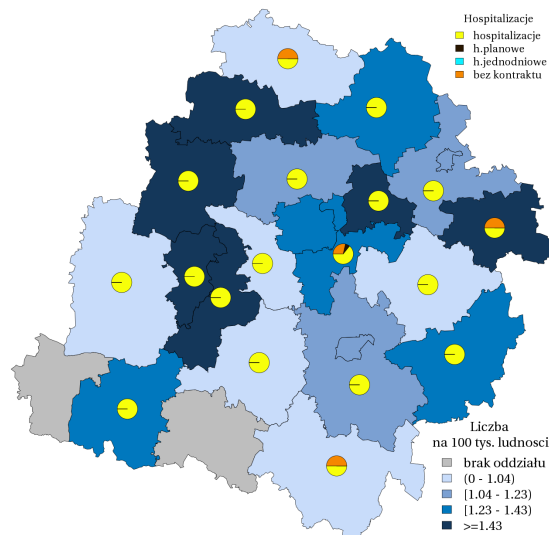 Hospitalizacje
hospitalizacje
h.planowe
h.jednodniowe
bez kontraktu
Liczba
na 100 tys. ludnosci
brak oddziału
(0 - 1.04)
[1.04 - 1.23)
[1.23 - 1.43)
>=1.43